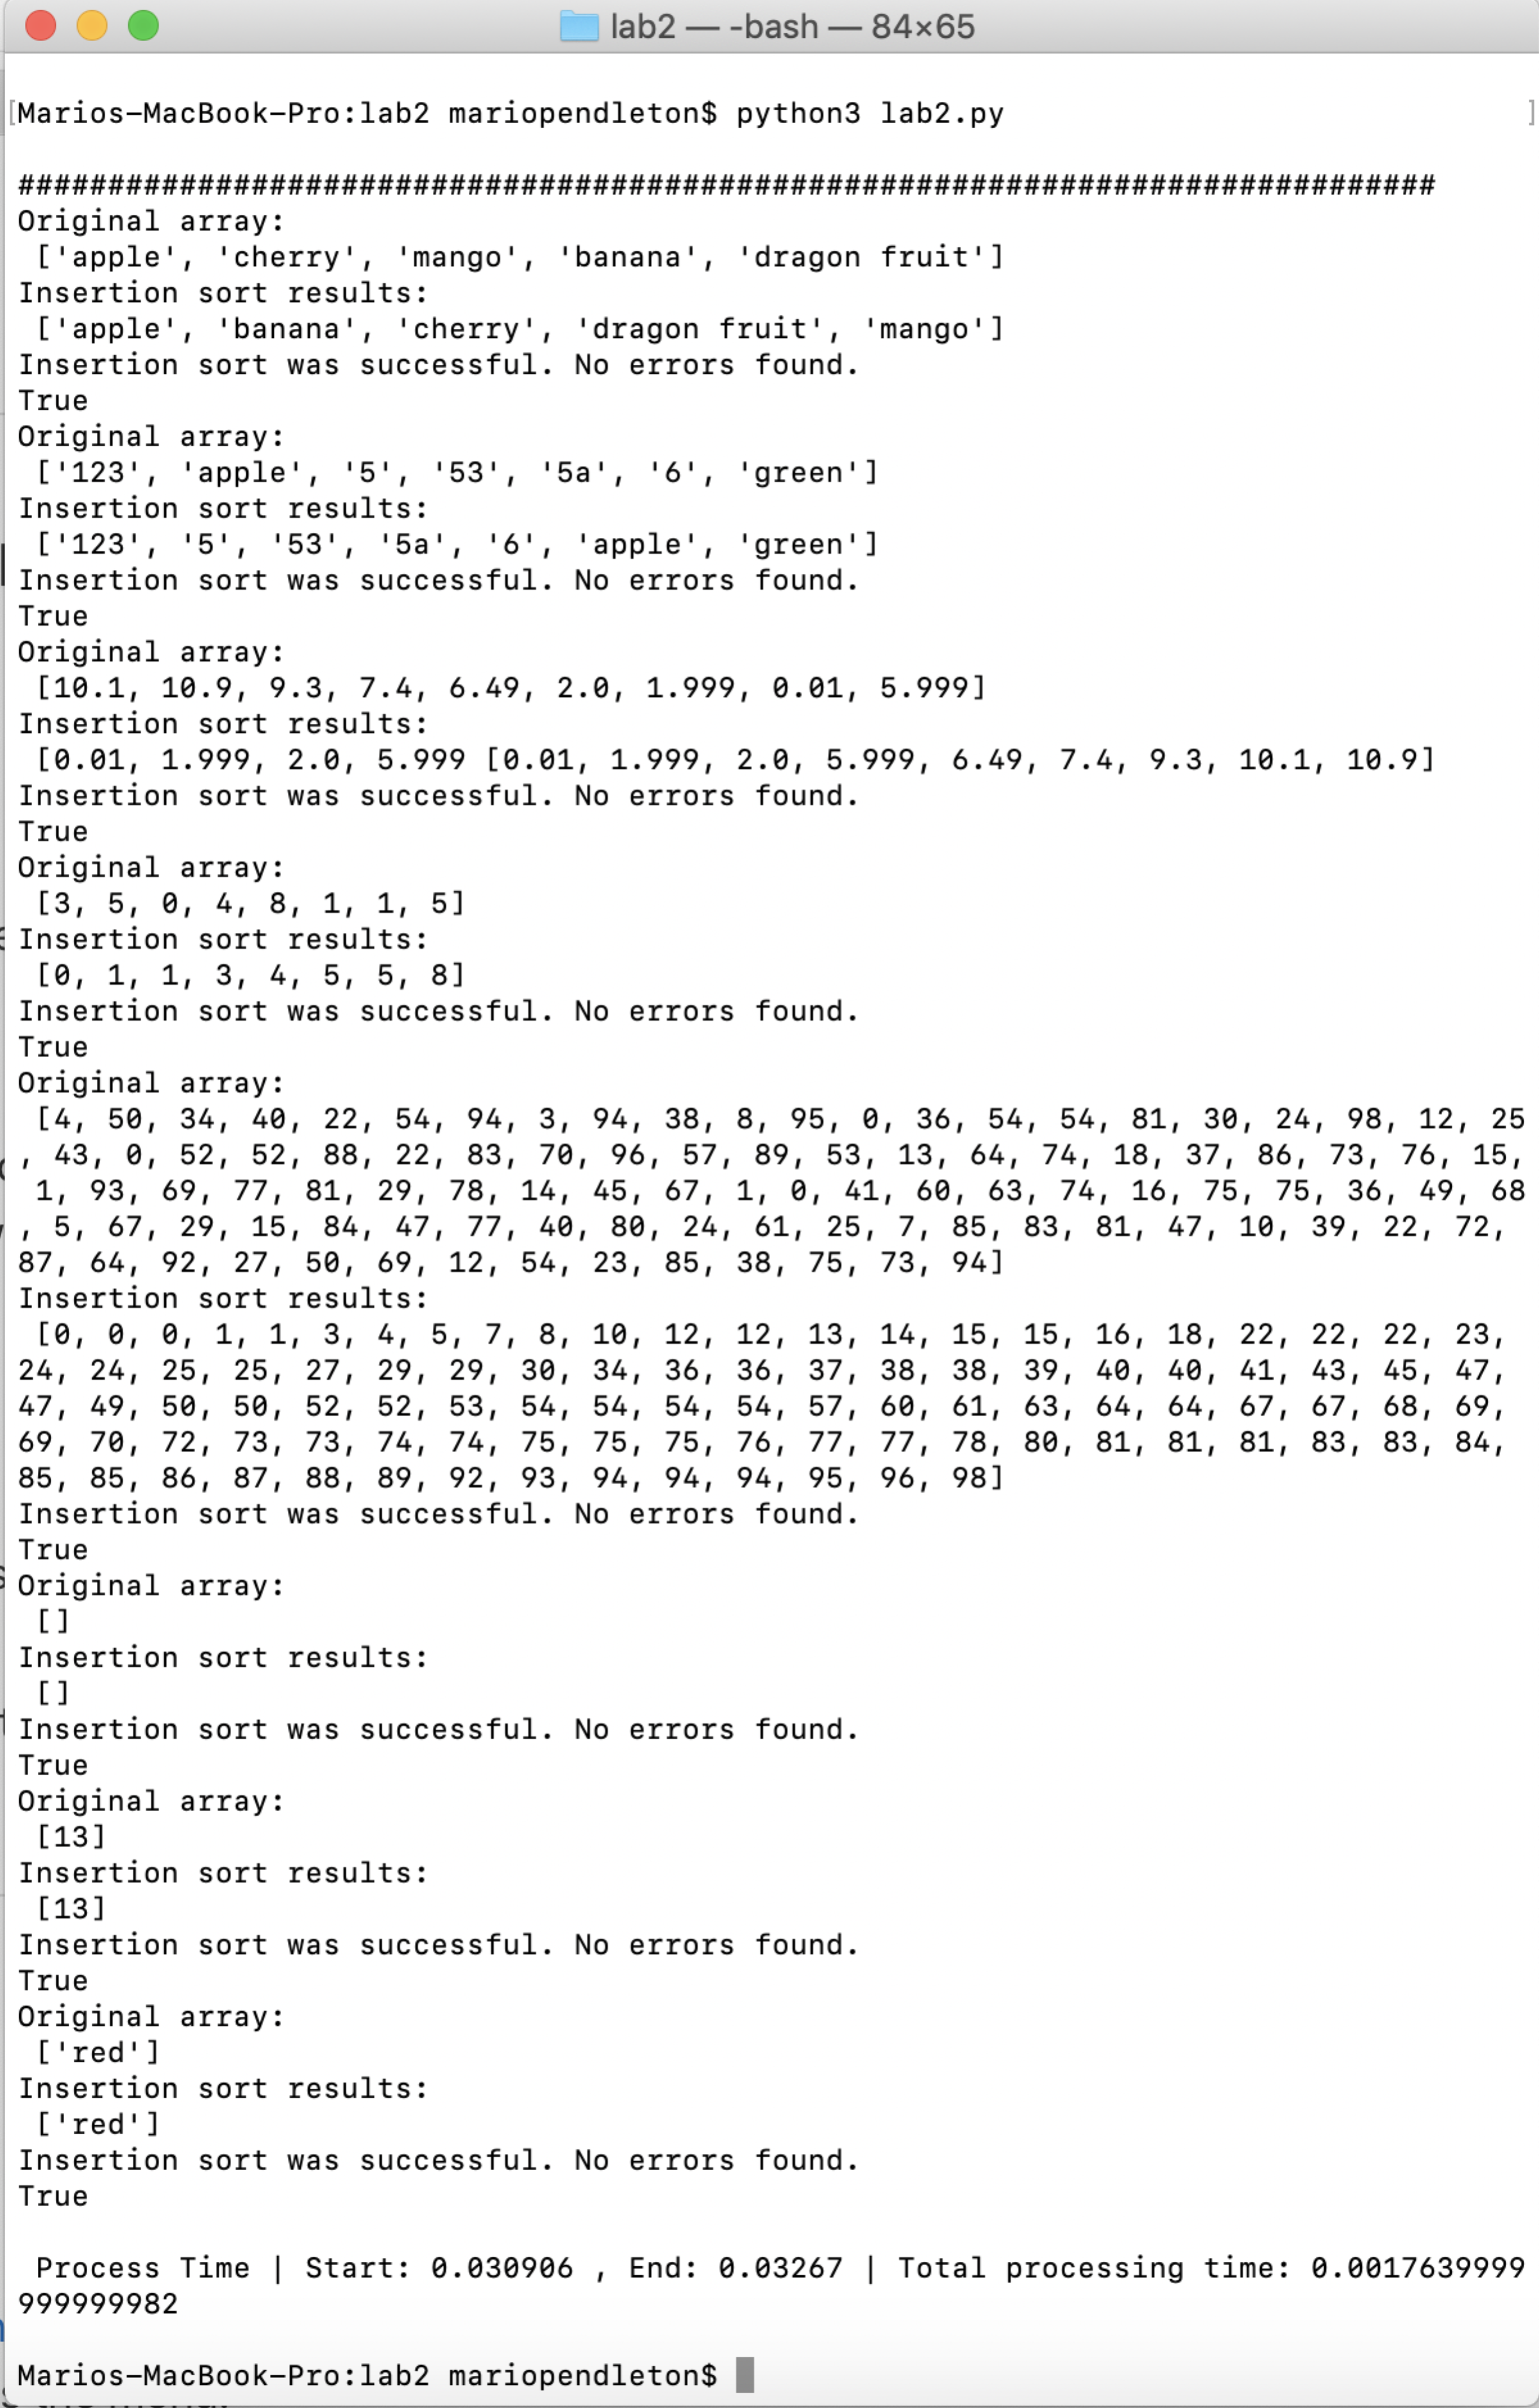 lab2 — -bash — 84×65
[Marios-MacBook-Pro:lab2 mariopendleton$ python3 lab2.py ]
###############################################################################
Original array:
['apple', 'cherry', 'mango', 'banana', 'dragon fruit']
Insertion sort results:
['apple', 'banana', 'cherry', 'dragon fruit', 'mango']
Insertion sort was successful. No errors found.
True
Original array:
['123', 'apple', '5', '53', '5a', '6', 'green']
Insertion sort results:
['123', '5', '53', '5a', '6', 'apple', 'green']
Insertion sort was successful. No errors found.
True
Original array:
[10.1, 10.9, 9.3, 7.4, 6.49, 2.0, 1.999, 0.01, 5.999]
Insertion sort results:
[0.01, 1.999, 2.0, 5.999 [0.01, 1.999, 2.0, 5.999, 6.49, 7.4, 9.3, 10.1, 10.9]
Insertion sort was successful. No errors found.
True
Original array:
[3, 5, 0, 4, 8, 1, 1, 5]
Insertion sort results:
[0, 1, 1, 3, 4, 5, 5, 8]
Insertion sort was successful. No errors found.
True
Original array:
[4, 50, 34, 40, 22, 54, 94, 3, 94, 38, 8, 95, 0, 36, 54, 54, 81, 30, 24, 98, 12, 25
, 43, 0, 52, 52, 88, 22, 83, 70, 96, 57, 89, 53, 13, 64, 74, 18, 37, 86, 73, 76, 15,
1, 93, 69, 77, 81, 29, 78, 14, 45, 67, 1, 0, 41, 60, 63, 74, 16, 75, 75, 36, 49, 68
, 5, 67, 29, 15, 84, 47, 77, 40, 80, 24, 61, 25, 7, 85, 83, 81, 47, 10, 39, 22, 72,
87, 64, 92, 27, 50, 69, 12, 54, 23, 85, 38, 75, 73, 94]
Insertion sort results:
[0, 0, 0, 1, 1, 3, 4, 5, 7, 8, 10, 12, 12, 13, 14, 15, 15, 16, 18, 22, 22, 22, 23,
24, 24, 25, 25, 27, 29, 29, 30, 34, 36, 36, 37, 38, 38, 39, 40, 40, 41, 43, 45, 47,
47, 49, 50, 50, 52, 52, 53, 54, 54, 54, 54, 57, 60, 61, 63, 64, 64, 67, 67, 68, 69,
69, 70, 72, 73, 73, 74, 74, 75, 75, 75, 76, 77, 77, 78, 80, 81, 81, 81, 83, 83, 84,
85, 85, 86, 87, 88, 89, 92, 93, 94, 94, 94, 95, 96, 98]
Insertion sort was successful. No errors found.
True
Original array:
[]
Insertion sort results:
[]
Insertion sort was successful. No errors found.
True
Original array:
[13]
Insertion sort results:
[13]
Insertion sort was successful. No errors found.
True
Original array:
['red']
Insertion sort results:
['red']
Insertion sort was successful. No errors found.
True
Process Time | Start: 0.030906 , End: 0.03267 | Total processing time: 0.0017639999
999999982
Marios-MacBook-Pro:lab2 mariopendleton$